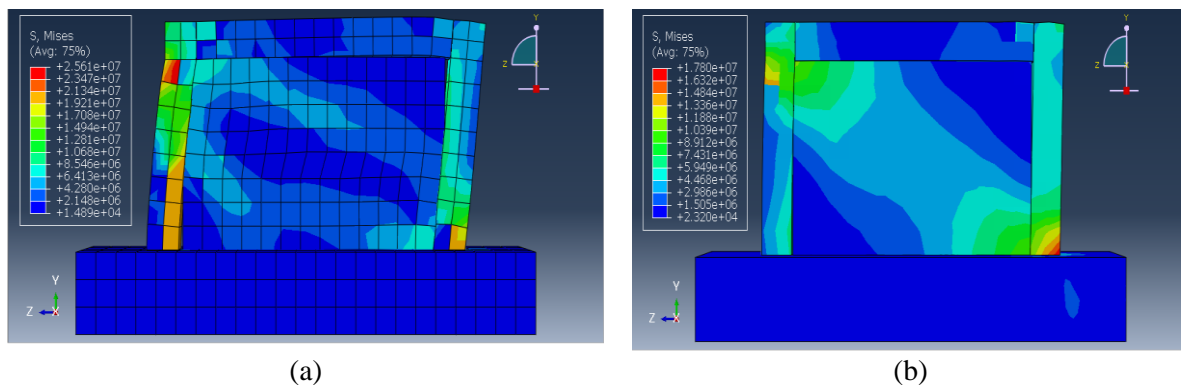 S, Mises
(Avg: 75%)
+2.561e+07
+2.347e+07
+2.134e+07
+1.921e+07
+1.708e+07
+1.494e+07
+1.281e+07
+1.068e+07
+8.546e+06
+6.413e+06
+4.280e+06
+2.148e+06
+1.489e+04
Y
Z
Y
Z
X
(a)
S, Mises
(Avg: 75%)
+1.780e+07
+1.632e+07
+1.484e+07
+1.336e+07
+1.188e+07
+1.039e+07
+8.912e+06
+7.431e+06
+5.949e+06
+4.468e+06
+2.986e+06
+1.505e+06
+2.320e+04
Y
Z
Y
Z
X
(b)